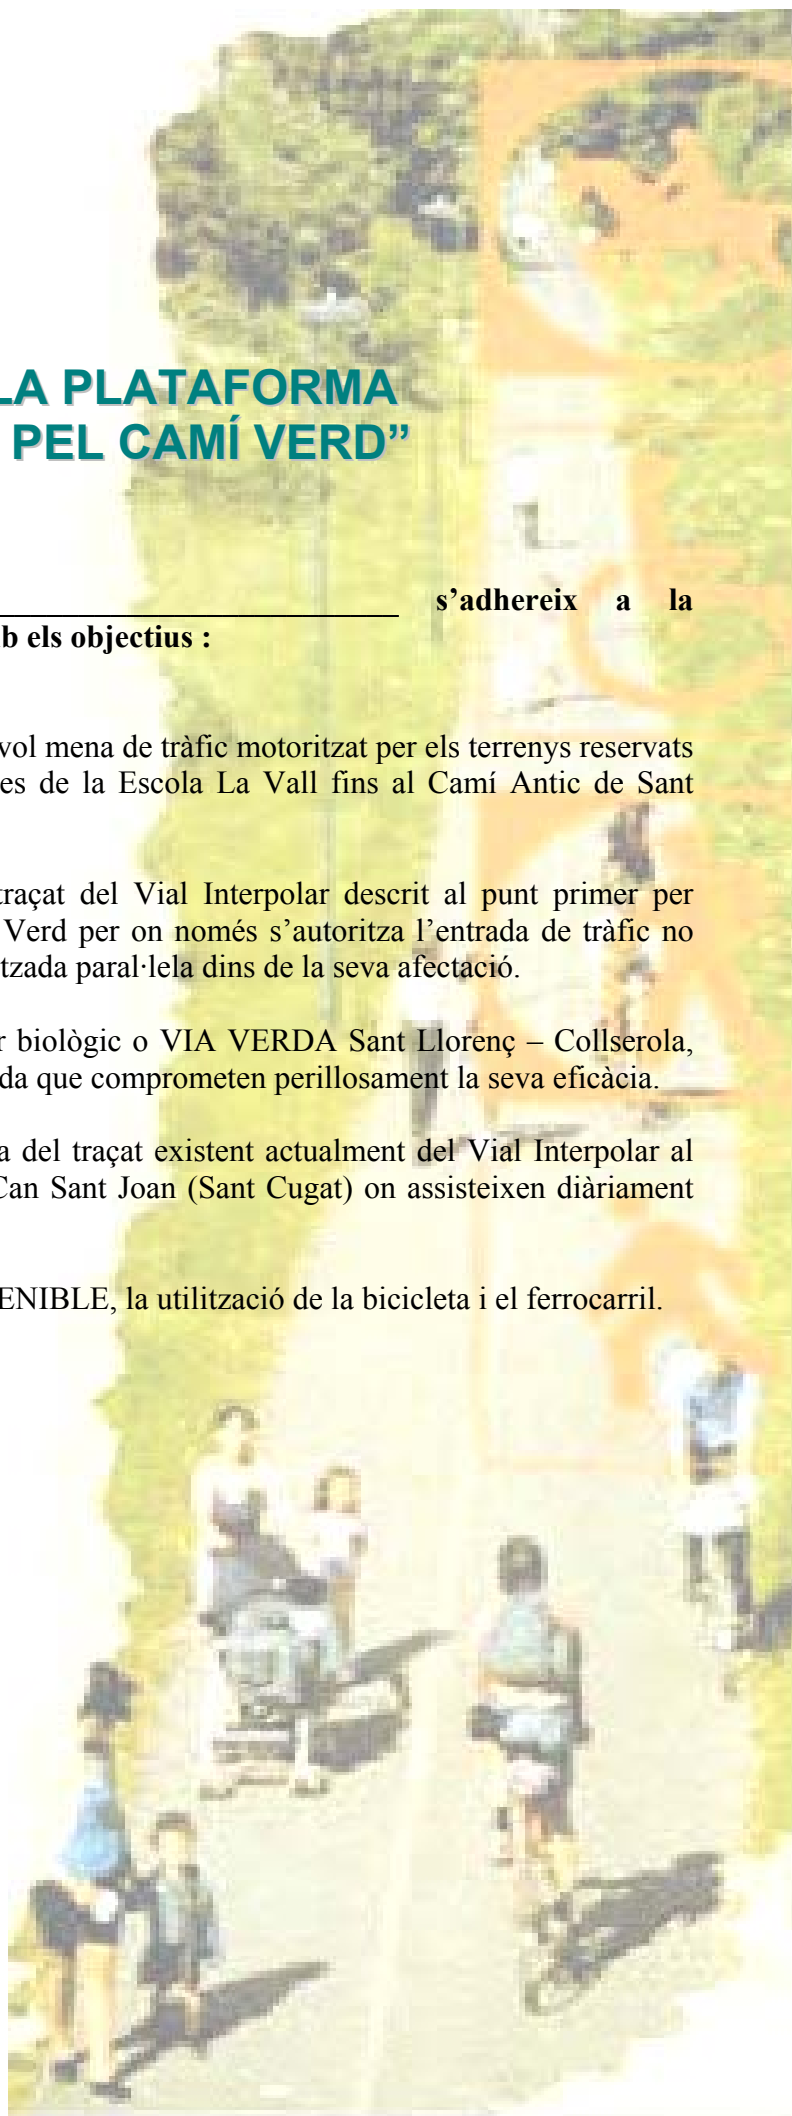 LA PLATAFORMA
PEL CAMÍ VERD”
s’adhereix a la
b els objectius :
vol mena de tràfic motoritzat per els terrenys reservats
es de la Escola La Vall fins al Camí Antic de Sant
traçat del Vial Interpolar descrit al punt primer per
Verd per on només s’autoritza l’entrada de tràfic no
tzada paral·lela dins de la seva afectació.
r biològic o VIA VERDA Sant Llorenç – Collserola,
da que comprometen perillosament la seva eficàcia.
a del traçat existent actualment del Vial Interpolar al
Can Sant Joan (Sant Cugat) on assisteixen diàriament
ENIBLE, la utilització de la bicicleta i el ferrocarril.